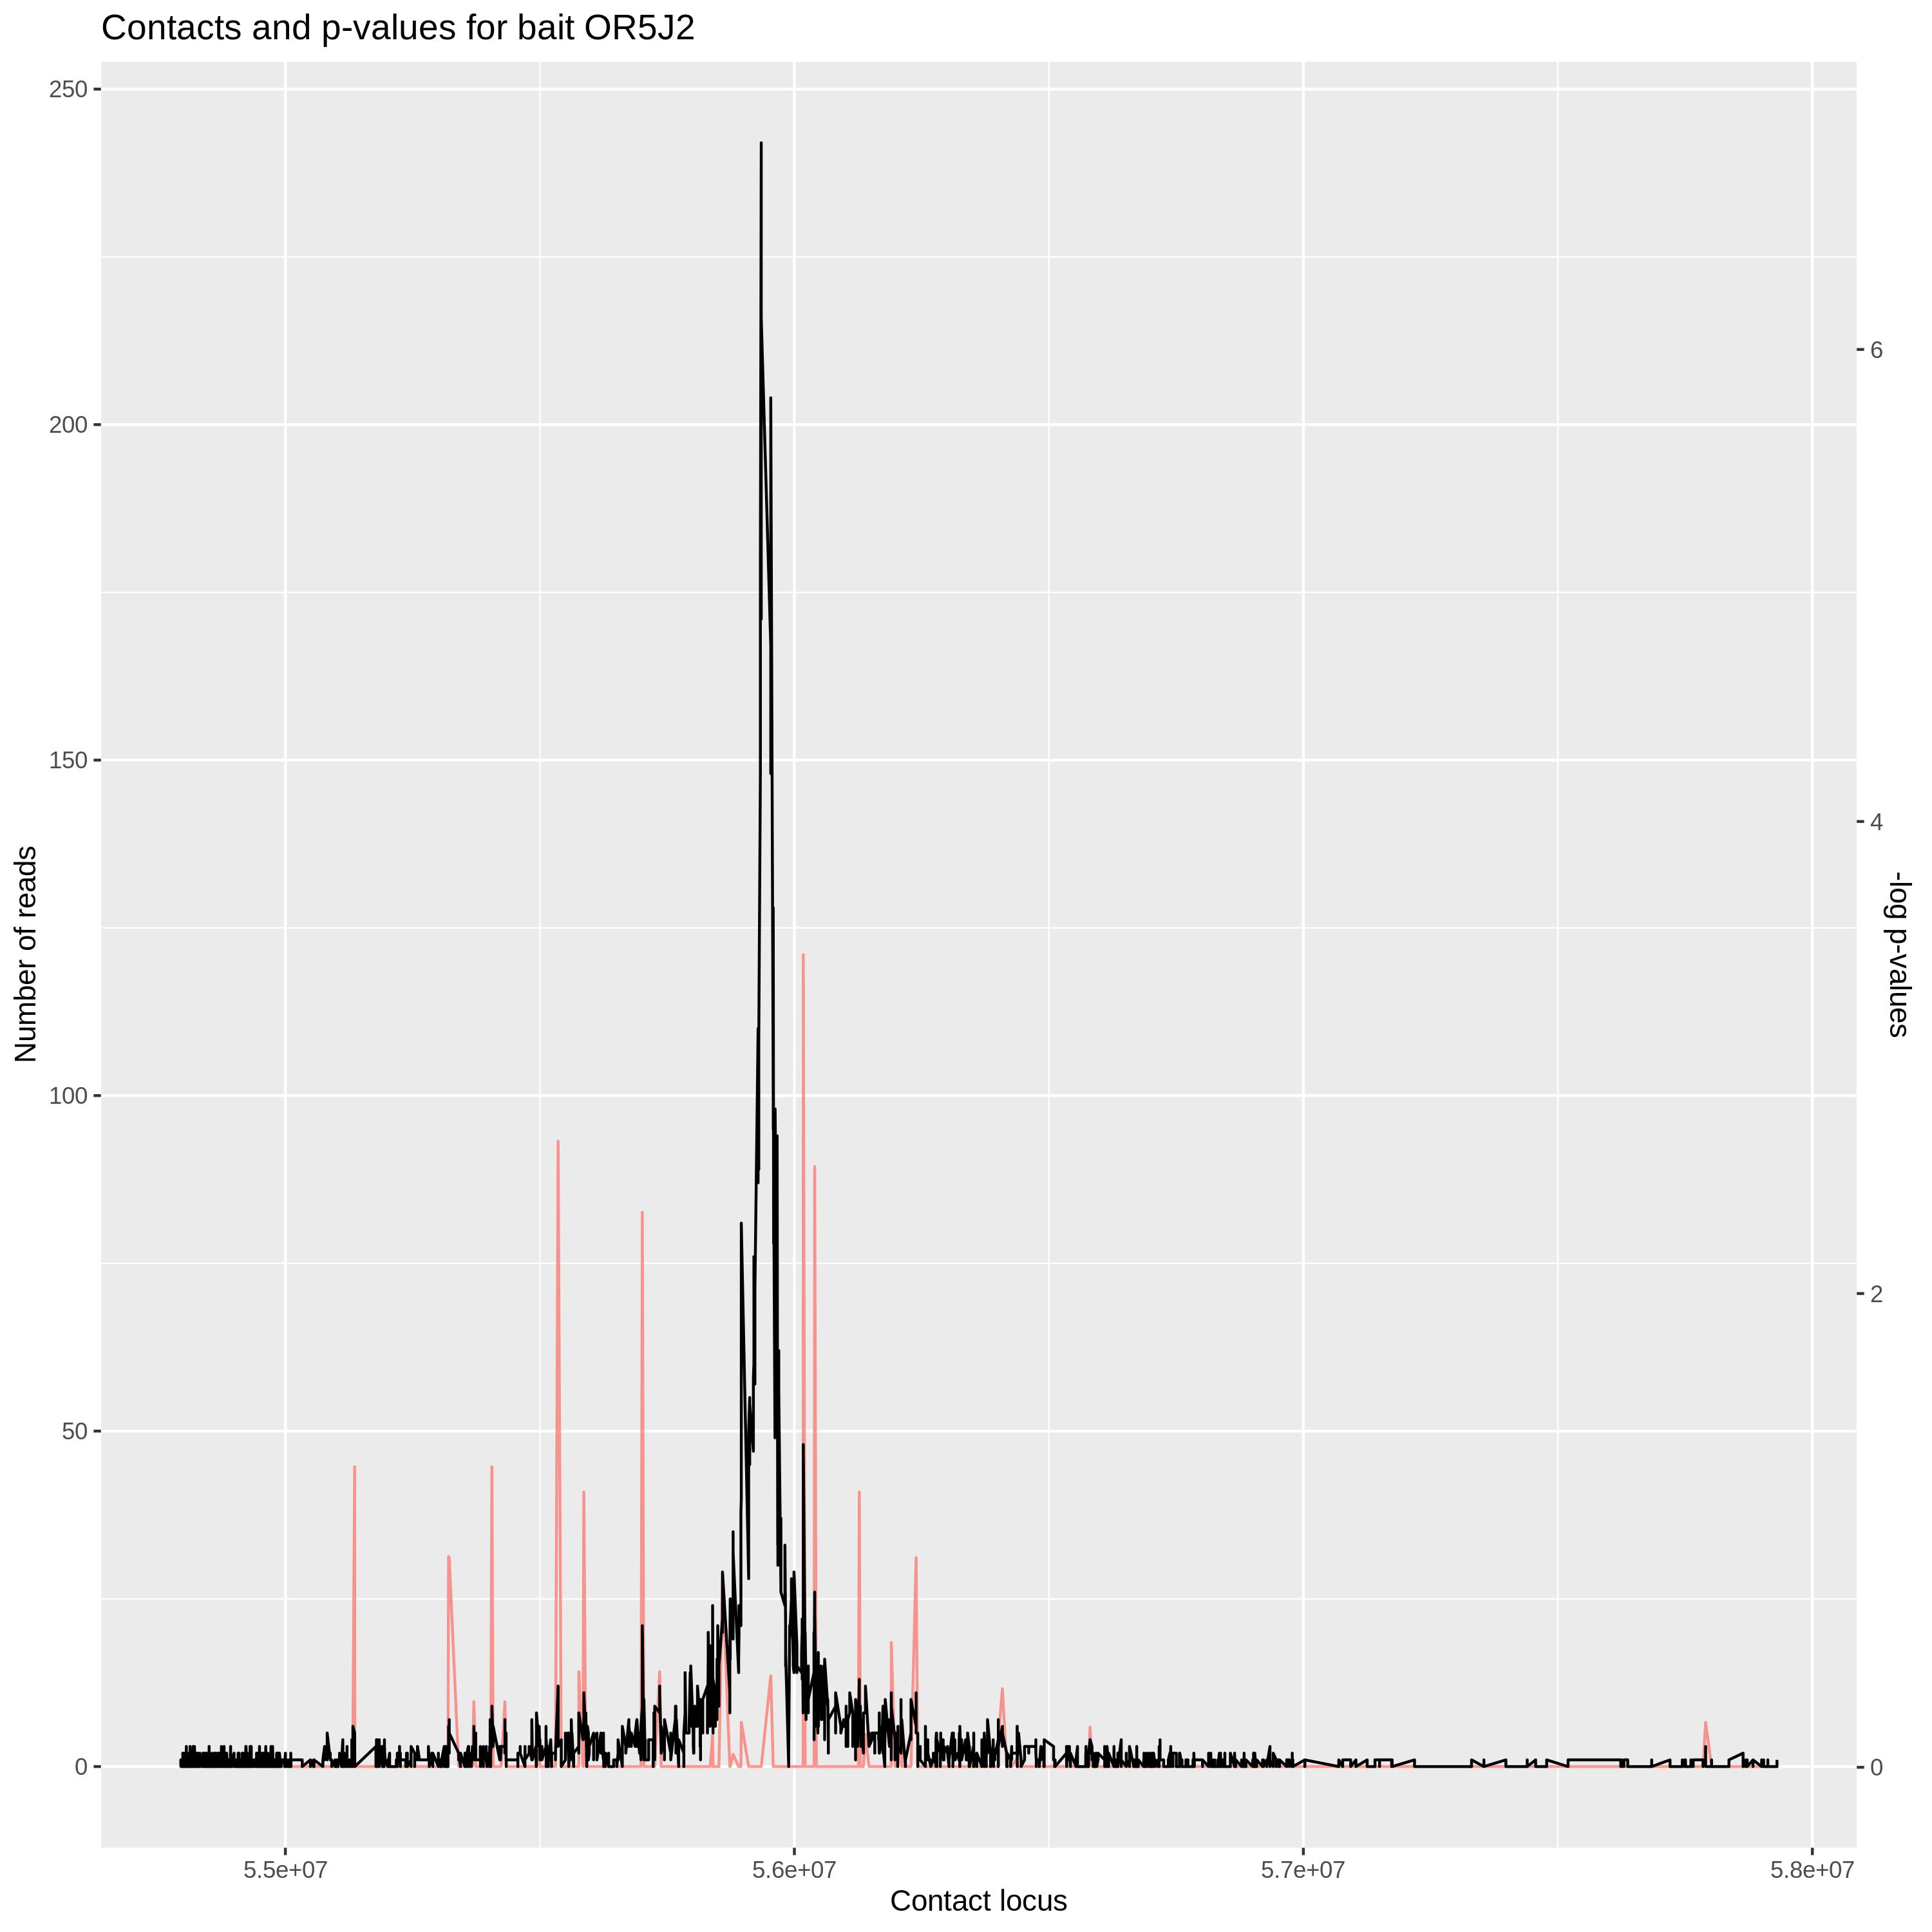 Contacts and p-values for bait OR5J2
250
200
150
100
50
0
Number of reads
6
4
2
0
-log p-values
5.5e+07
5.6e+07
5.7e+07
5.8e+07
Contact locus